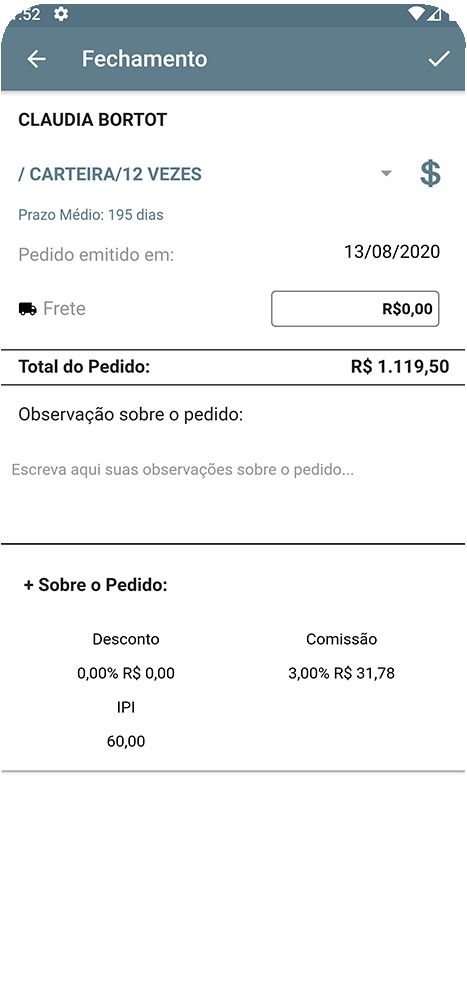 :52
Fechamento
CLAUDIA BORTOT
/ CARTEIRA/12 VEZES
$
Prazo Médio: 195 dias
Pedido emitido em: 13/08/2020
Frete R$0,00
Total do Pedido: R$ 1.119,50
Observação sobre o pedido:
Escreva aqui suas observações sobre o pedido...
+ Sobre o Pedido:
Desconto Comissão
0,00% R$ 0,00 3,00% R$ 31,78
IPI
60,00